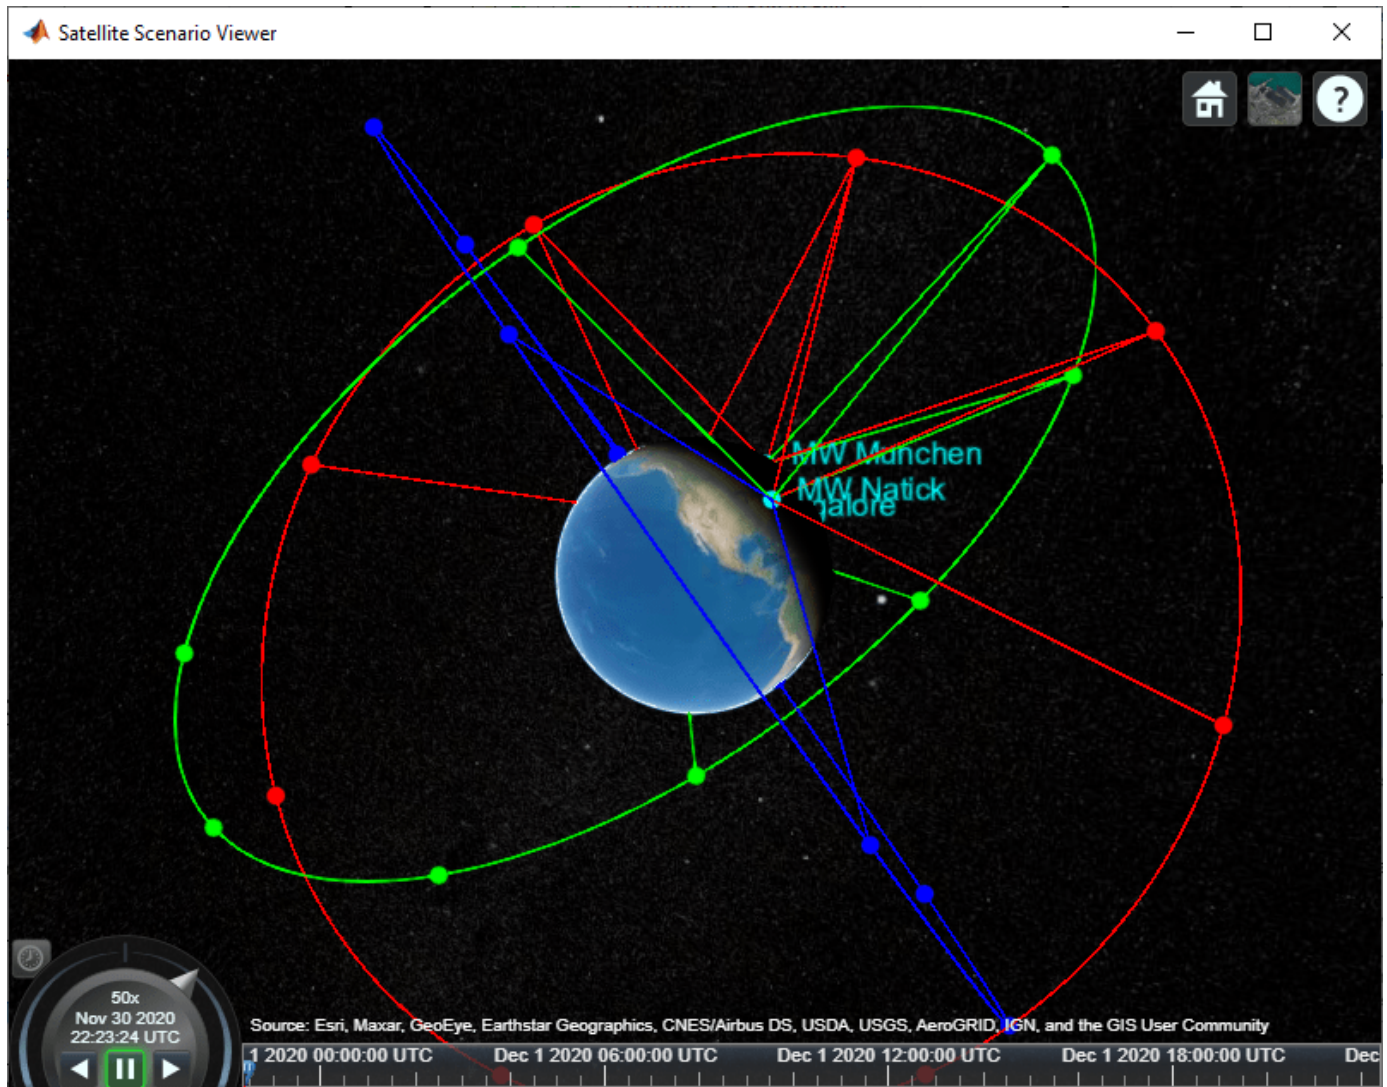 Satellite Scenario Viewer
?
MW Munchen
MW Natick
galore
50x
Nov 30 2020
22:23:24 UTC
Source: Esri, Maxar, GeoEye, Earthstar Geographics, CNES/Airbus DS, USDA, USGS, AeroGRID, IGN, and the GIS User Community
1 2020 00:00:00 UTC
Dec 1 2020 06:00:00 UTC
Dec 1 2020 12:00:00 UTC
Dec 1 2020 18:00:00 UTC
Dec